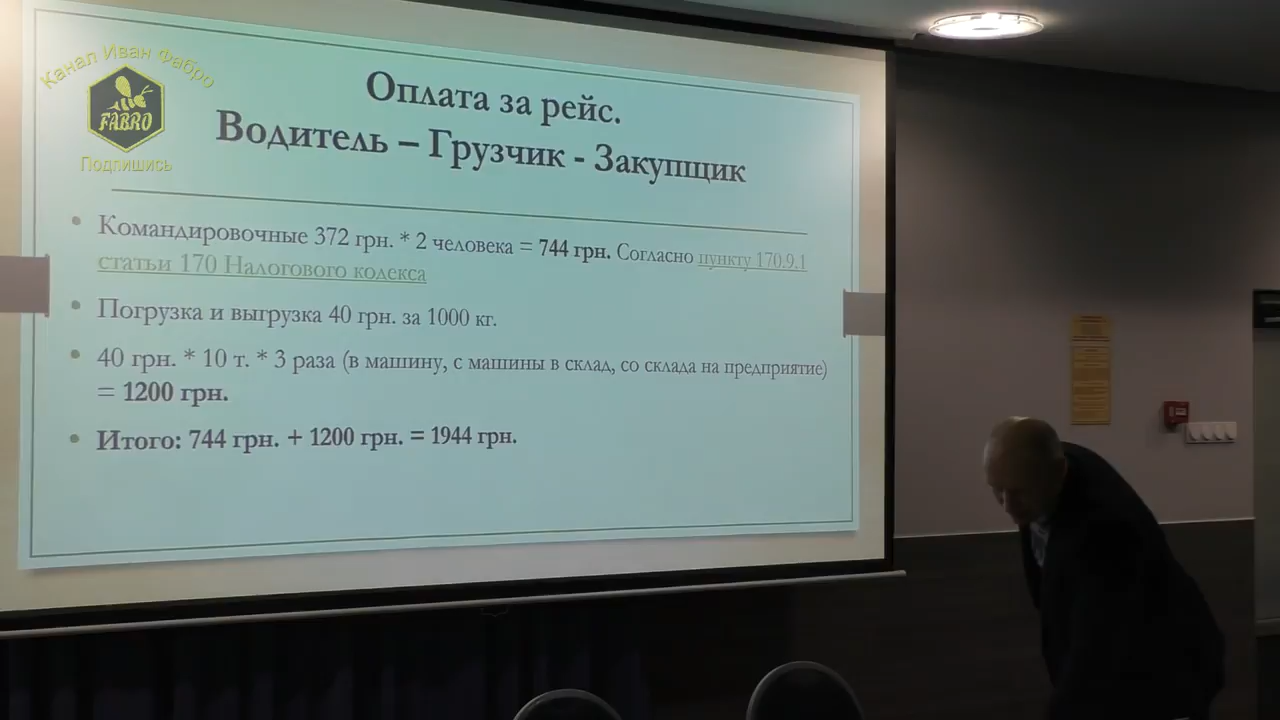 Канал Иван Фабро
FABRO
Подпишись
Оплата за рейс.
Водитель – Грузчик - Закупщик
• Командировочные 372 грн. * 2 человека = 744 грн. Согласно пункту 170.9.1
статьи 170 Налогового кодекса
• Погрузка и выгрузка 40 грн. за 1000 кг.
• 40 грн. * 10 т. * 3 раза (в машину, с машины в склад, со склада на предприятие)
= 1200 грн.
• Итого: 744 грн. + 1200 грн. = 1944 грн.